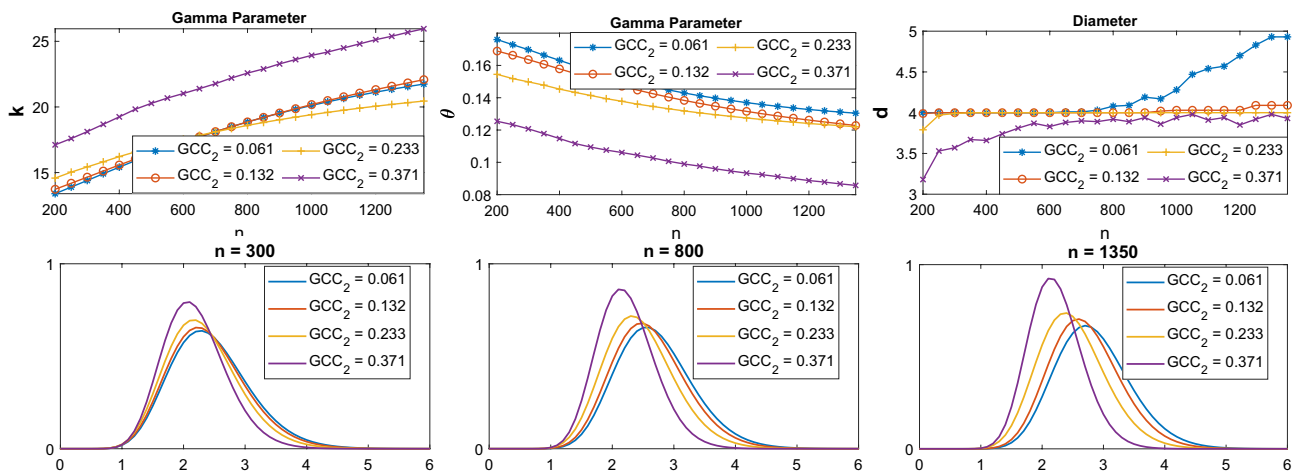 Gamma Parameter
k
25
20
15
200 400 600 800 1000 1200
n
GCC2 = 0.061
GCC2 = 0.132
GCC2 = 0.233
GCC2 = 0.371
Gamma Parameter
θ
0.16
0.14
0.12
0.1
0.08
200 400 600 800 1000 1200
n
GCC2 = 0.061
GCC2 = 0.132
GCC2 = 0.233
GCC2 = 0.371
Diameter
d
5
4.5
4
3.5
3
200 400 600 800 1000 1200
n
GCC2 = 0.061
GCC2 = 0.132
GCC2 = 0.233
GCC2 = 0.371
n = 300
1
0
0 1 2 3 4 5 6
GCC2 = 0.061
GCC2 = 0.132
GCC2 = 0.233
GCC2 = 0.371
n = 800
1
0
0 1 2 3 4 5 6
GCC2 = 0.061
GCC2 = 0.132
GCC2 = 0.233
GCC2 = 0.371
n = 1350
1
0
0 1 2 3 4 5 6
GCC2 = 0.061
GCC2 = 0.132
GCC2 = 0.233
GCC2 = 0.371